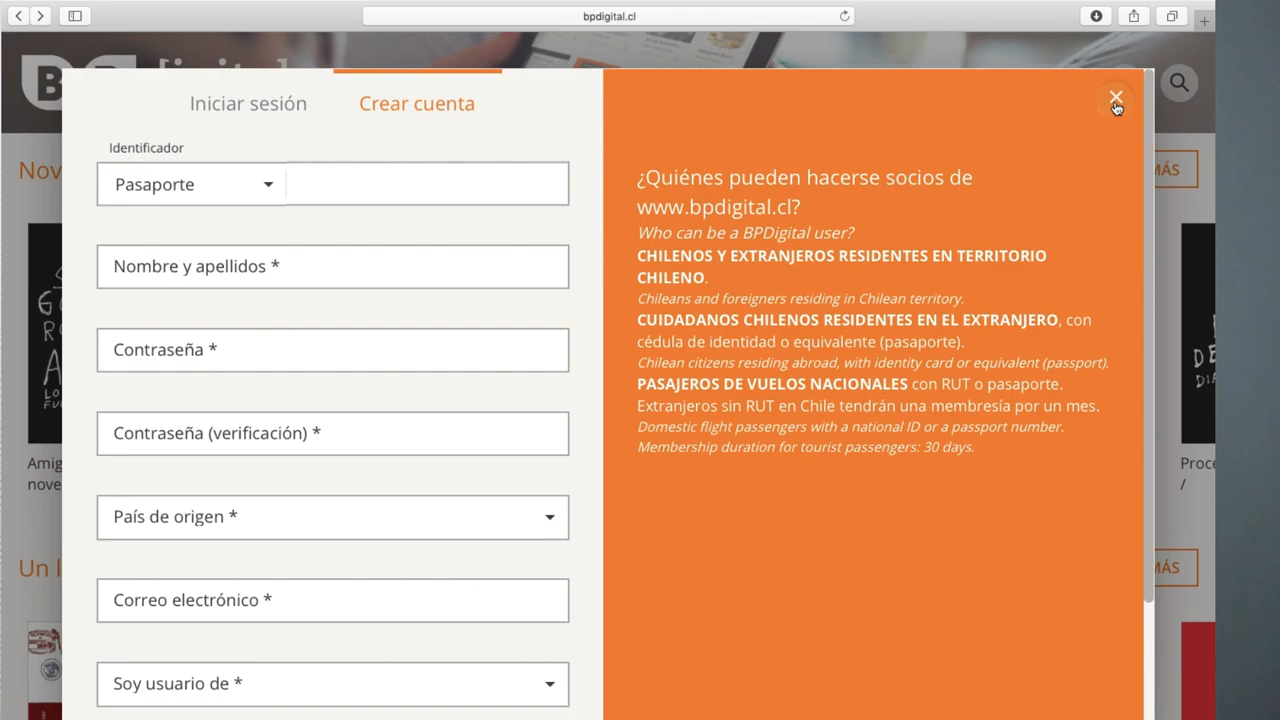 bpdigital.cl
Iniciar sesión
Crear cuenta
Identificador
Pasaporte
Nombre y apellidos *
Contraseña *
Contraseña (verificación) *
País de origen *
Correo electrónico *
Soy usuario de *
¿Quiénes pueden hacerse socios de
www.bpdigital.cl?
Who can be a BPDigital user?
CHILENOS Y EXTRANJEROS RESIDENTES EN TERRITORIO
CHILENO.
Chileans and foreigners residing in Chilean territory.
CUIDADANOS CHILENOS RESIDENTES EN EL EXTRANJERO, con
cédula de identidad o equivalente (pasaporte).
Chilean citizens residing abroad, with identity card or equivalent (passport).
PASAJEROS DE VUELOS NACIONALES con RUT o pasaporte.
Extranjeros sin RUT en Chile tendrán una membresía por un mes.
Domestic flight passengers with a national ID or a passport number.
Membership duration for tourist passengers: 30 days.
Nov
MÁS
Amig
nove
Proce
/
Un l
MÁS